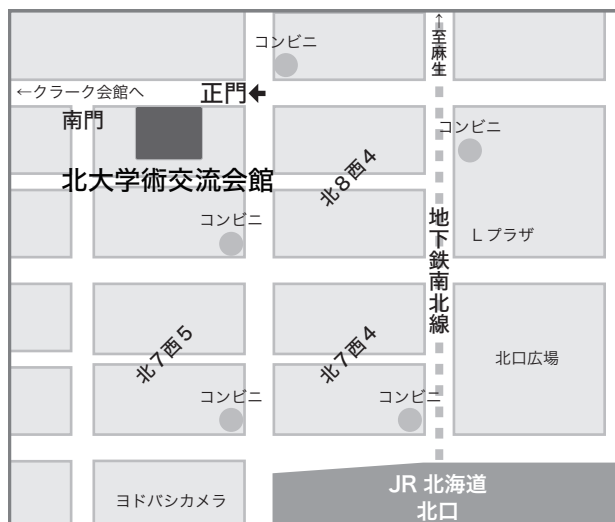 ↑至麻生
コンビニ
←クラーク会館へ
正門←
南門
コンビニ
北大学術交流会館
北8西4
コンビニ
地下鉄南北線
Lプラザ
北7西5
北7西4
北口広場
コンビニ
コンビニ
ヨドバシカメラ
JR 北海道
北口